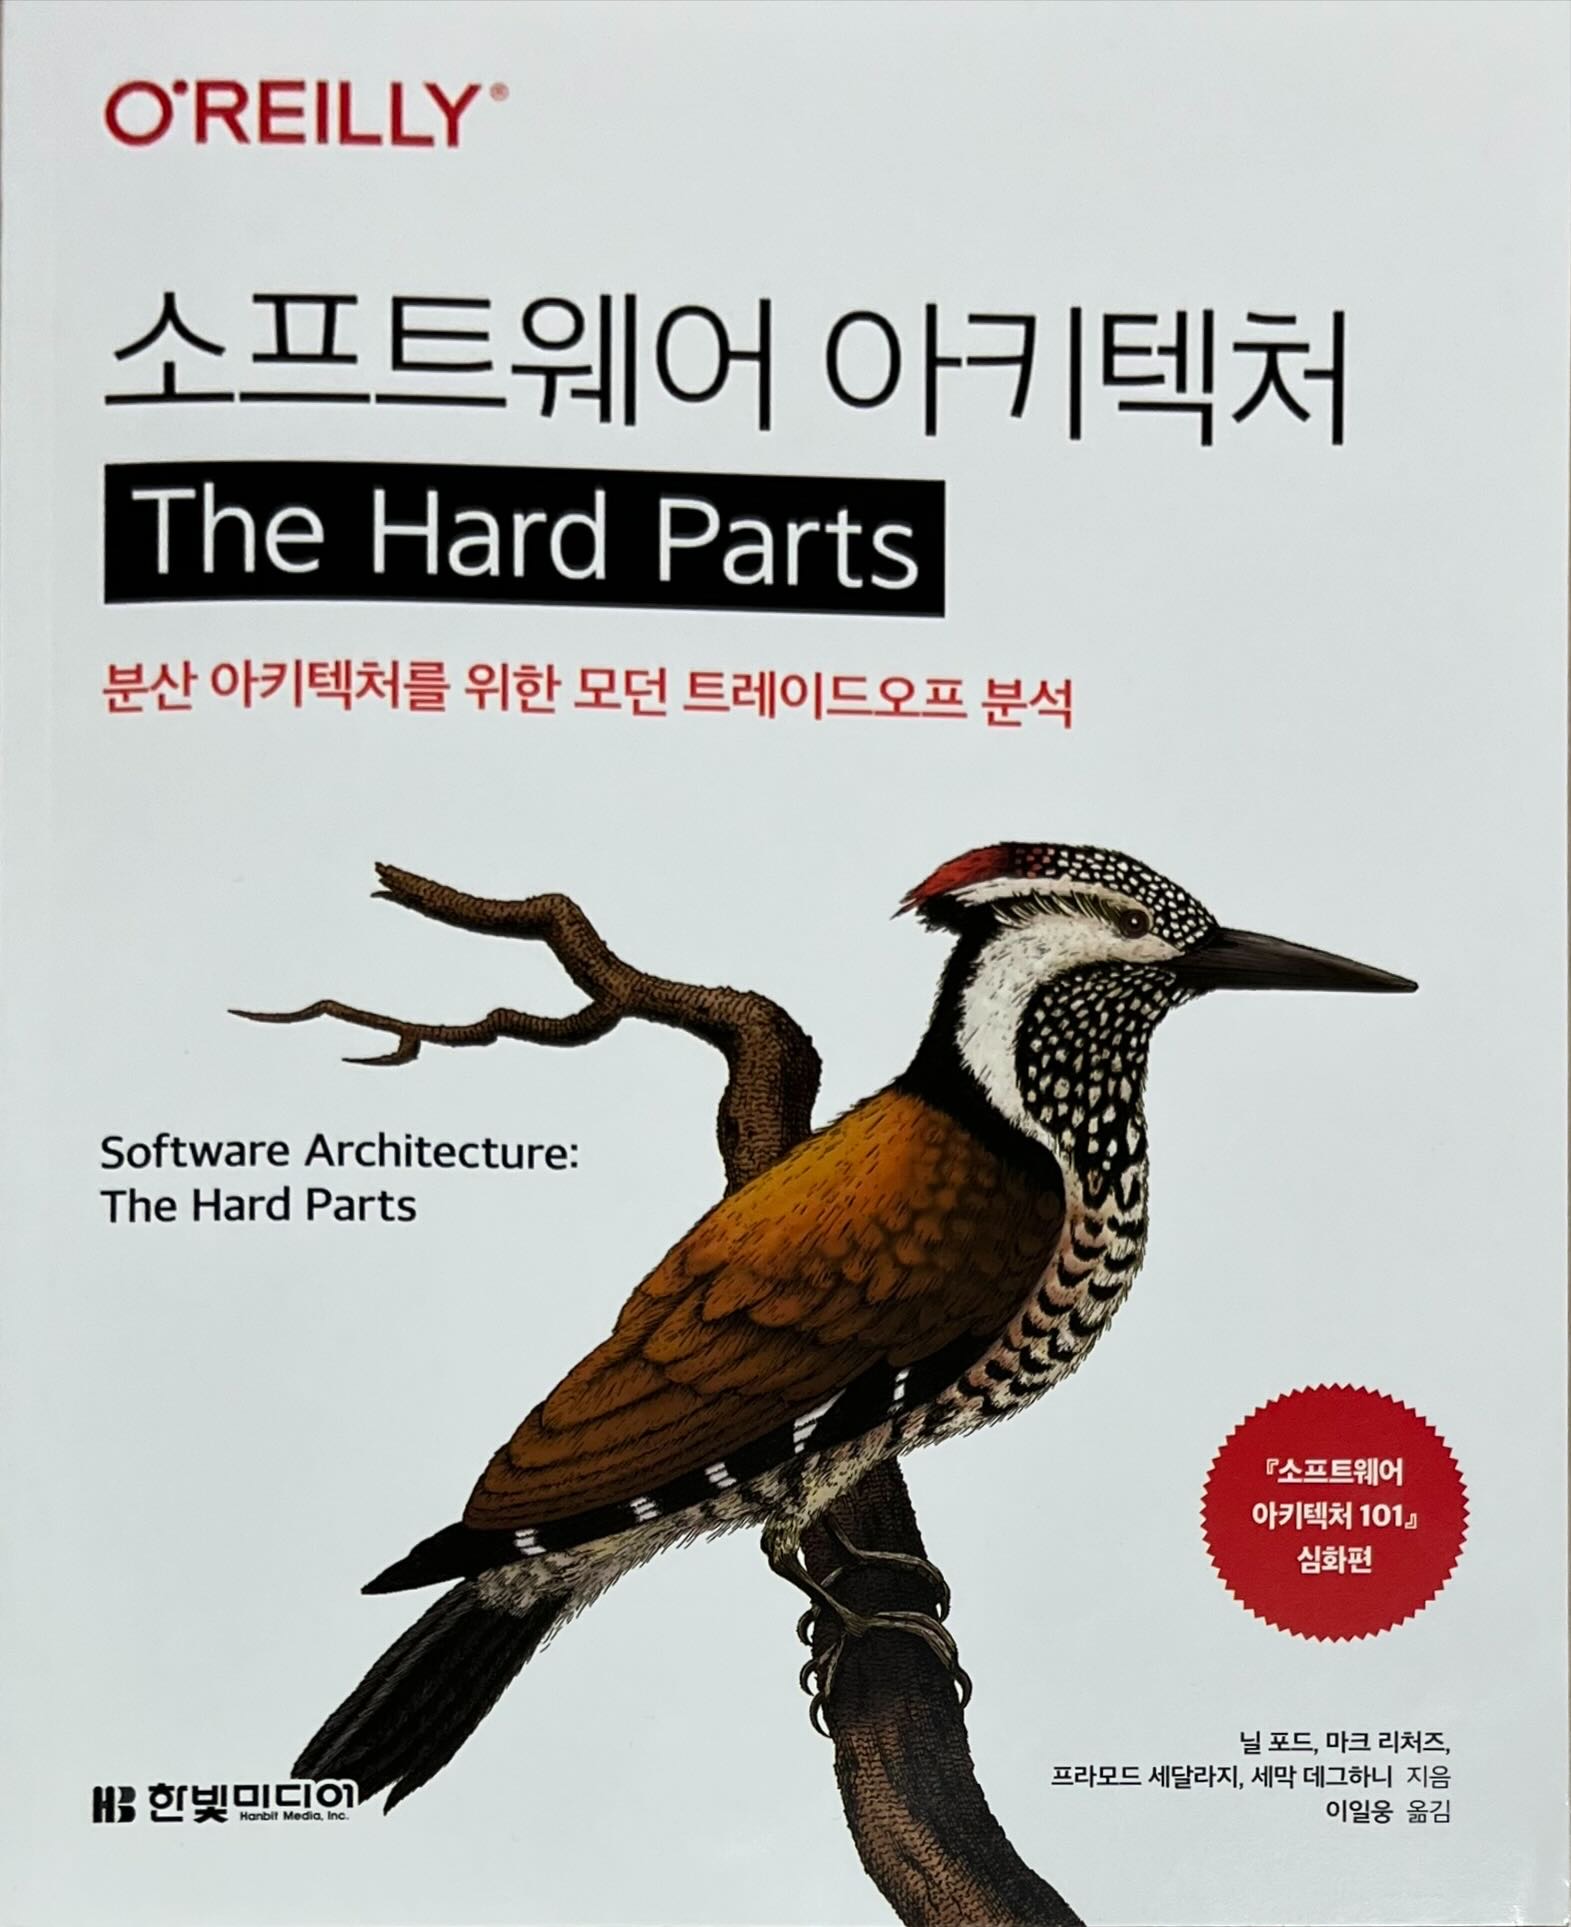 O'REILLY®
소프트웨어 아키텍처
The Hard Parts
분산 아키텍처를 위한 모던 트레이드오프 분석
Software Architecture:
The Hard Parts
『소프트웨어
아키텍처 101』
심화편
닐 포드, 마크 리처즈,
프라모드 세달라지, 세막 데그하니 지음
이일웅 옮김
HB 한빛미디어
Hanbit Media, Inc.